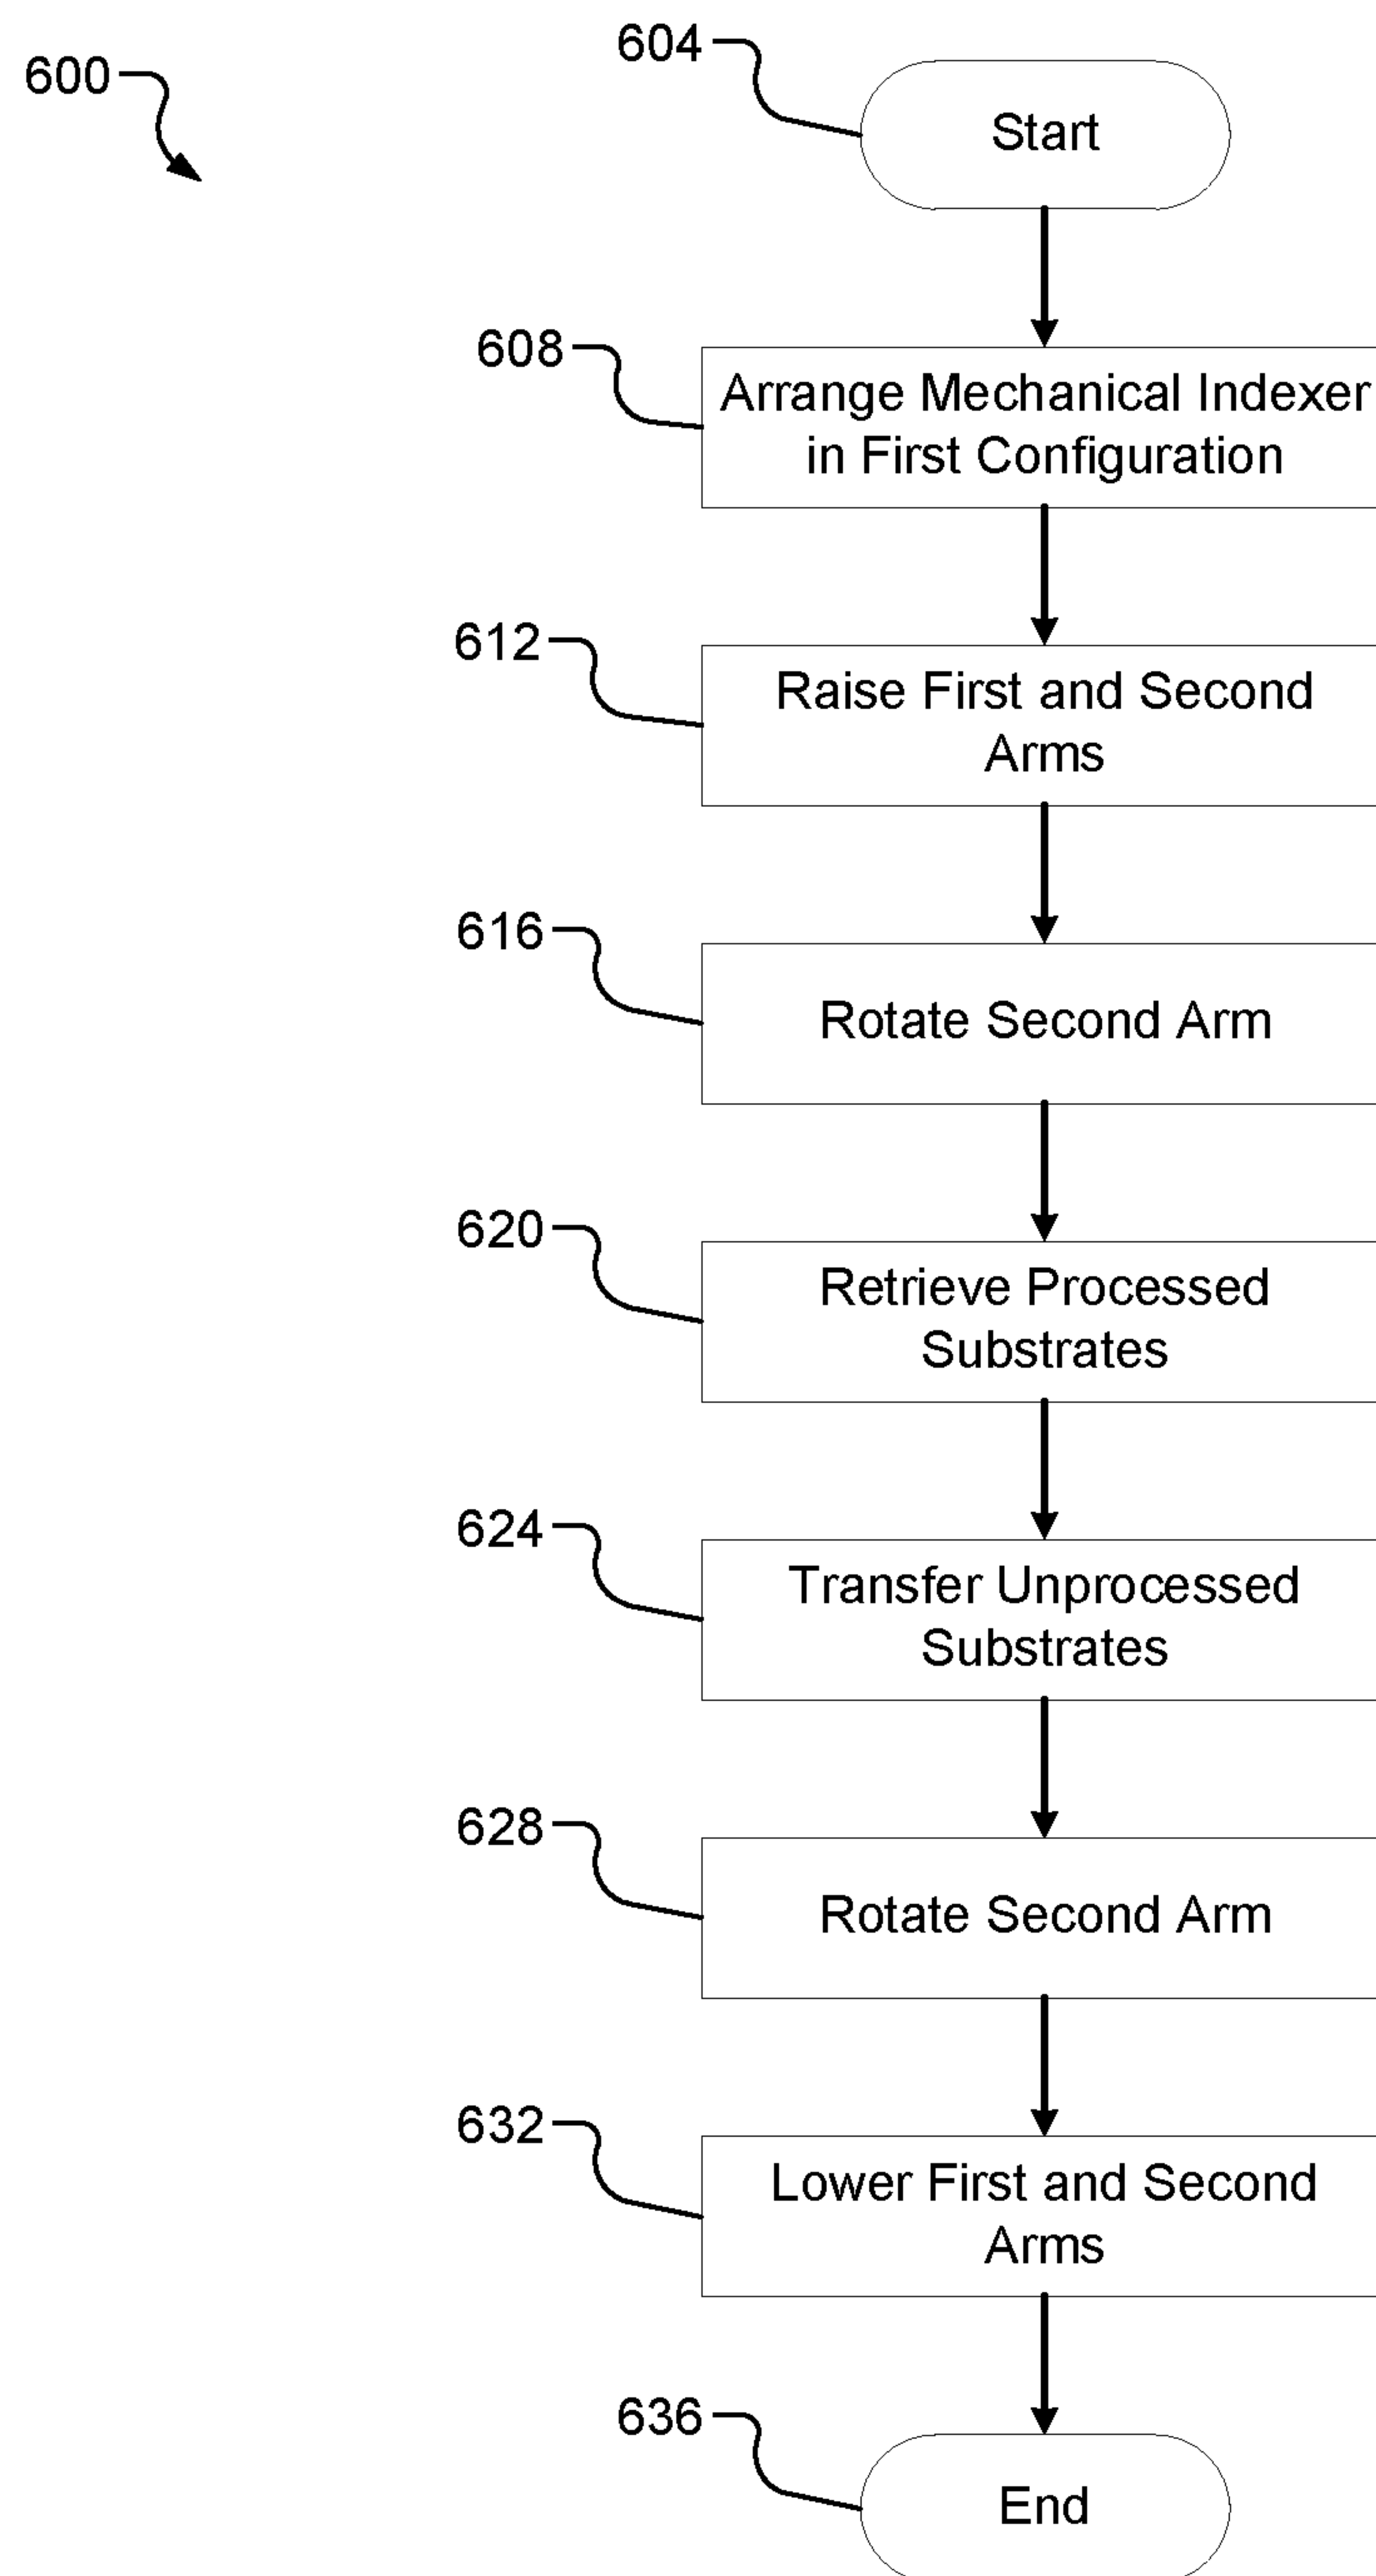 600
604
Start
608
Arrange Mechanical Indexer
in First Configuration
612
Raise First and Second
Arms
616
Rotate Second Arm
620
Retrieve Processed
Substrates
624
Transfer Unprocessed
Substrates
628
Rotate Second Arm
632
Lower First and Second
Arms
636
End